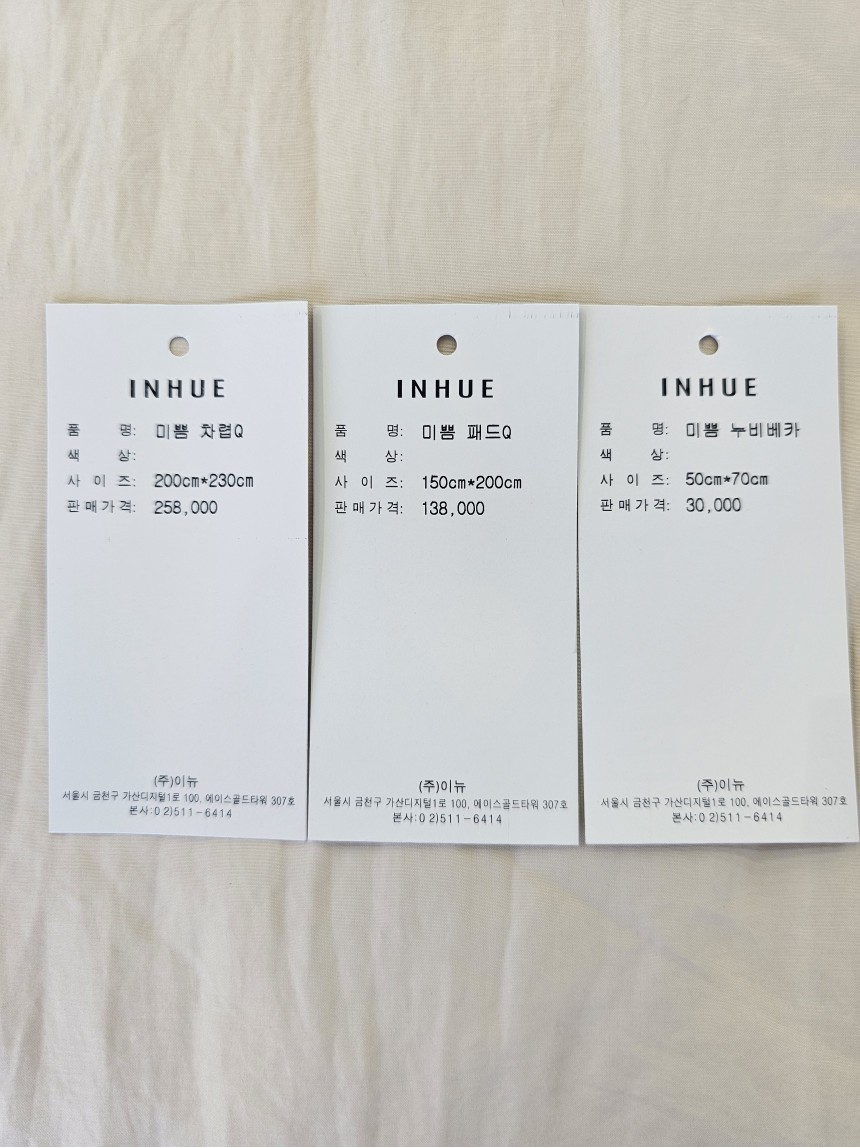 INHUE
품 명: 미쁨 차렵Q
색 상:
사 이 즈: 200cm*230cm
판매가격: 258,000
(주)이뉴
서울시 금천구 가산디지털1로 100, 에이스골드타워 307호
본사:0 2)511-6414
INHUE
품 명: 미쁨 패드Q
색 상:
사 이 즈: 150cm*200cm
판매가격: 138,000
(주)이뉴
서울시 금천구 가산디지털1로 100, 에이스골드타워 307호
본사:0 2)511-6414
INHUE
품 명: 미쁨 누비베카
색 상:
사 이 즈: 50cm*70cm
판매가격: 30,000
(주)이뉴
서울시 금천구 가산디지털1로 100, 에이스골드타워 307호
본사:0 2)511-6414